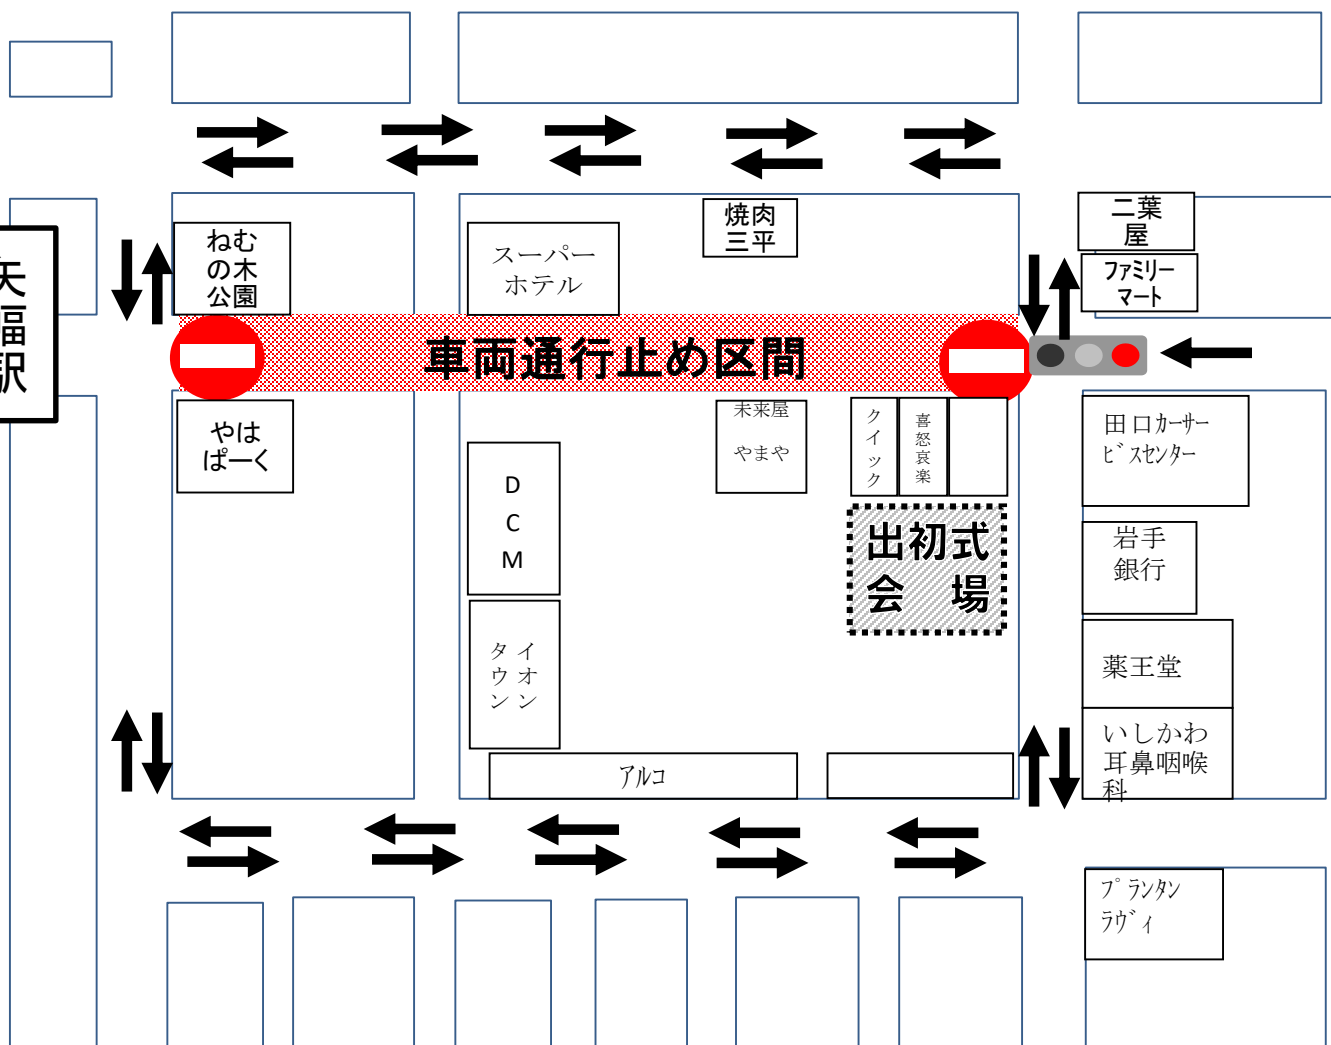 焼肉
三平
二葉
屋
ねむ
の木
公園
スーパー
ホテル
ファミリー
マート
矢幅駅
車両通行止め区間
やは
ぱーく
未来屋
やまや
クイック
喜怒哀楽
田口カーサー
ビスセンター
DCM
出初式
会　場
岩手
銀行
イオン
タウン
薬王堂
いしかわ
耳鼻咽喉
科
アルコ
プランタン
ラヴィ